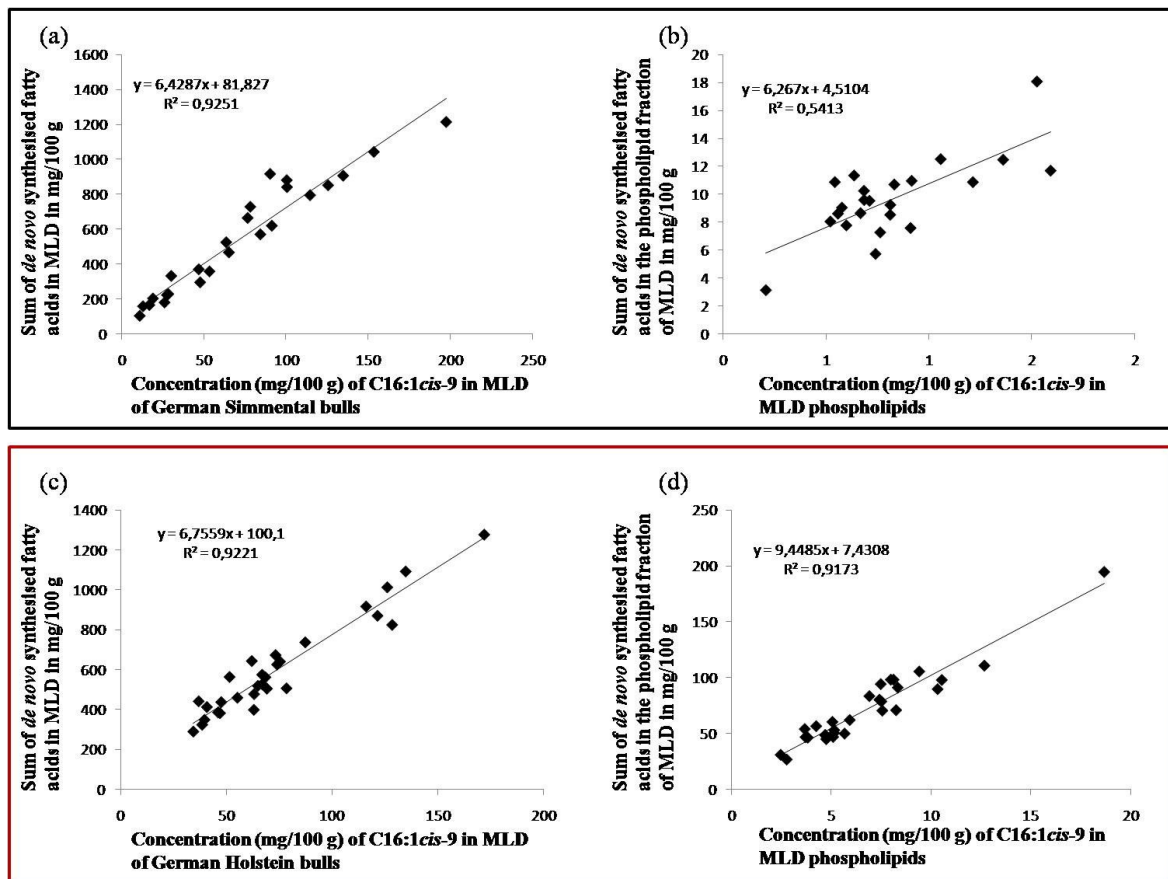 (a)
1600
1400
1200
1000
800
600
400
200
0
y = 6,4287x + 81,827
R² = 0,9251
0 50 100 150 200 250
Sum of de novo synthesised fatty
acids in MLD in mg/100 g
Concentration (mg/100 g) of C16:1cis-9 in MLD
of German Simmental bulls
(b)
20
18
16
14
12
10
8
6
4
2
0
y = 6,267x + 4,5104
R² = 0,5413
1 1 2 2
Sum of de novo synthesised fatty
acids in the phospholipid fraction
of MLD in mg/100 g
Concentration (mg/100 g) of C16:1cis-9 in
MLD phospholipids
(c)
1400
1200
1000
800
600
400
200
0
y = 6,7559x + 100,1
R² = 0,9221
0 50 100 150 200
Sum of de novo synthesised fatty
acids in MLD in mg/100 g
Concentration (mg/100 g) of C16:1cis-9 in MLD
of German Holstein bulls
(d)
250
200
150
100
50
0
y = 9,4485x + 7,4308
R² = 0,9173
0 5 10 15 20
Sum of de novo synthesised fatty
acids in the phospholipid fraction
of MLD in mg/100 g
Concentration (mg/100 g) of C16:1cis-9 in
MLD phospholipids